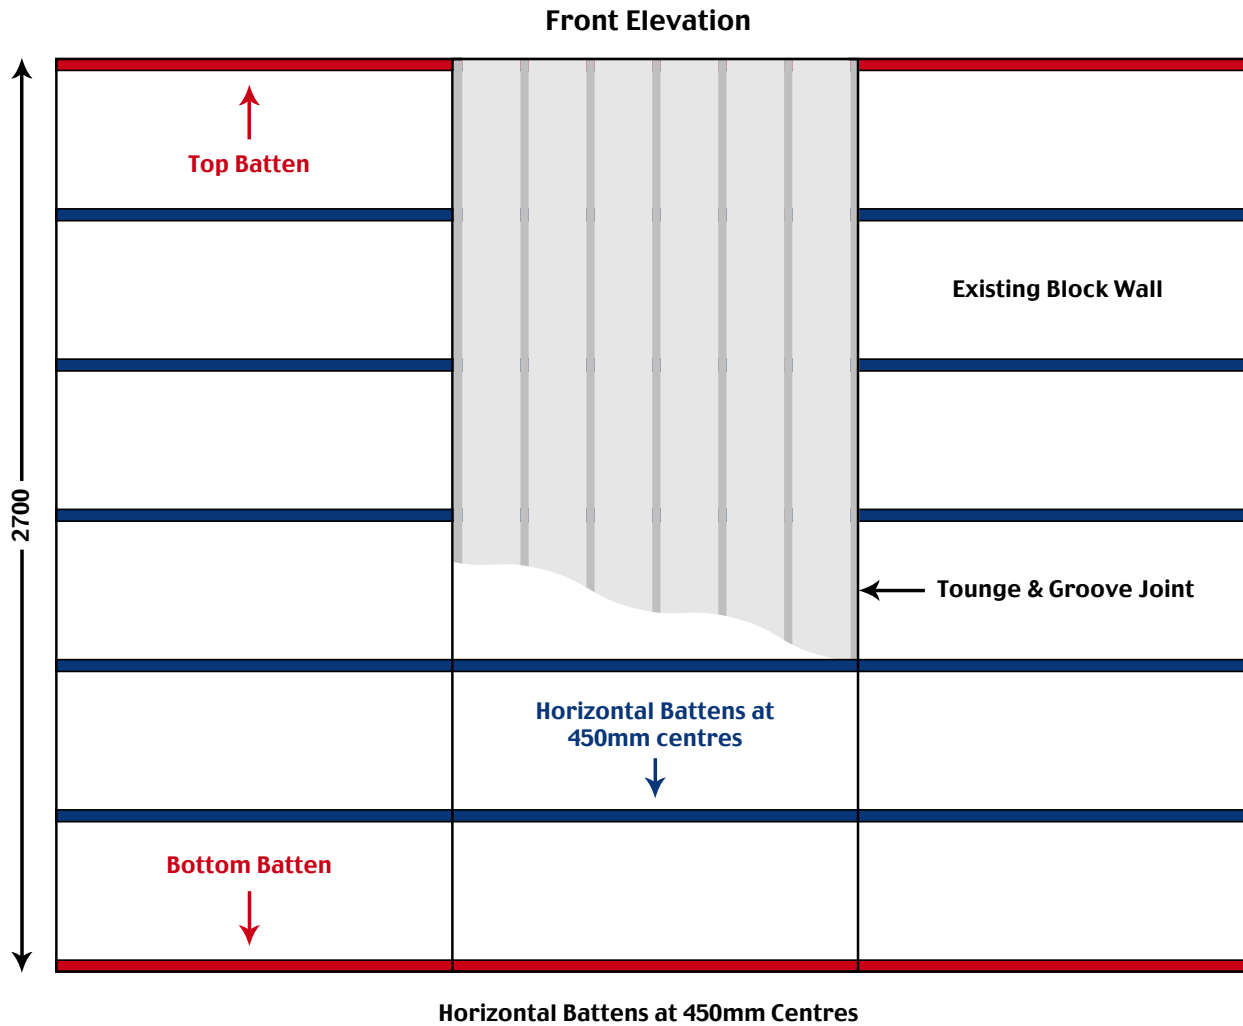 Front Elevation
Top Batten
Existing Block Wall
2700
Tounge & Groove Joint
Horizontal Battens at
450mm centres
Bottom Batten
Horizontal Battens at 450mm Centres